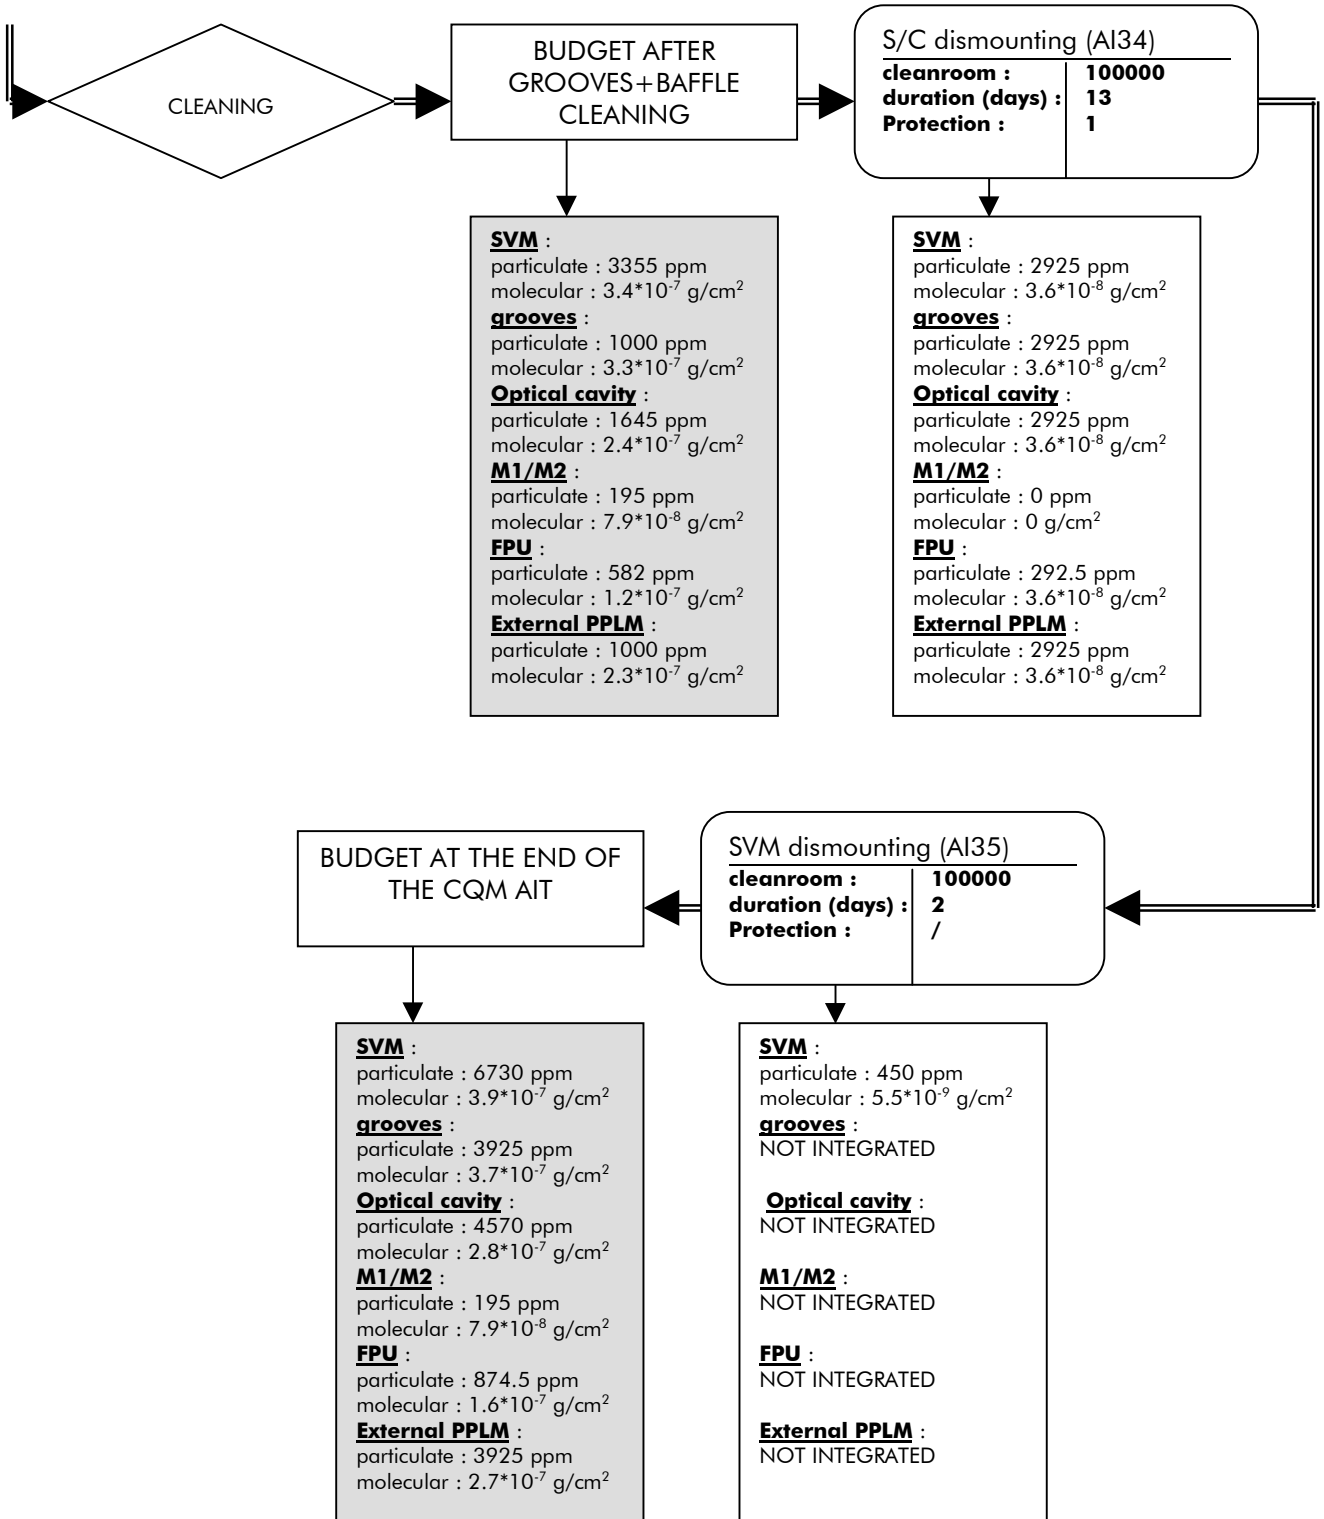 CLEANING
BUDGET AFTER
GROOVES+BAFFLE
CLEANING
S/C dismounting (AI34)
cleanroom : 100000
duration (days) : 13
Protection : 1
SVM :
particulate : 3355 ppm
molecular : 3.4*10⁻⁷ g/cm²
grooves :
particulate : 1000 ppm
molecular : 3.3*10⁻⁷ g/cm²
Optical cavity :
particulate : 1645 ppm
molecular : 2.4*10⁻⁷ g/cm²
M1/M2 :
particulate : 195 ppm
molecular : 7.9*10⁻⁸ g/cm²
FPU :
particulate : 582 ppm
molecular : 1.2*10⁻⁷ g/cm²
External PPLM :
particulate : 1000 ppm
molecular : 2.3*10⁻⁷ g/cm²
SVM :
particulate : 2925 ppm
molecular : 3.6*10⁻⁸ g/cm²
grooves :
particulate : 2925 ppm
molecular : 3.6*10⁻⁸ g/cm²
Optical cavity :
particulate : 2925 ppm
molecular : 3.6*10⁻⁸ g/cm²
M1/M2 :
particulate : 0 ppm
molecular : 0 g/cm²
FPU :
particulate : 292.5 ppm
molecular : 3.6*10⁻⁸ g/cm²
External PPLM :
particulate : 2925 ppm
molecular : 3.6*10⁻⁸ g/cm²
BUDGET AT THE END OF
THE CQM AIT
SVM dismounting (AI35)
cleanroom : 100000
duration (days) : 2
Protection : /
SVM :
particulate : 6730 ppm
molecular : 3.9*10⁻⁷ g/cm²
grooves :
particulate : 3925 ppm
molecular : 3.7*10⁻⁷ g/cm²
Optical cavity :
particulate : 4570 ppm
molecular : 2.8*10⁻⁷ g/cm²
M1/M2 :
particulate : 195 ppm
molecular : 7.9*10⁻⁸ g/cm²
FPU :
particulate : 874.5 ppm
molecular : 1.6*10⁻⁷ g/cm²
External PPLM :
particulate : 3925 ppm
molecular : 2.7*10⁻⁷ g/cm²
SVM :
particulate : 450 ppm
molecular : 5.5*10⁻⁹ g/cm²
grooves :
NOT INTEGRATED
Optical cavity :
NOT INTEGRATED
M1/M2 :
NOT INTEGRATED
FPU :
NOT INTEGRATED
External PPLM :
NOT INTEGRATED